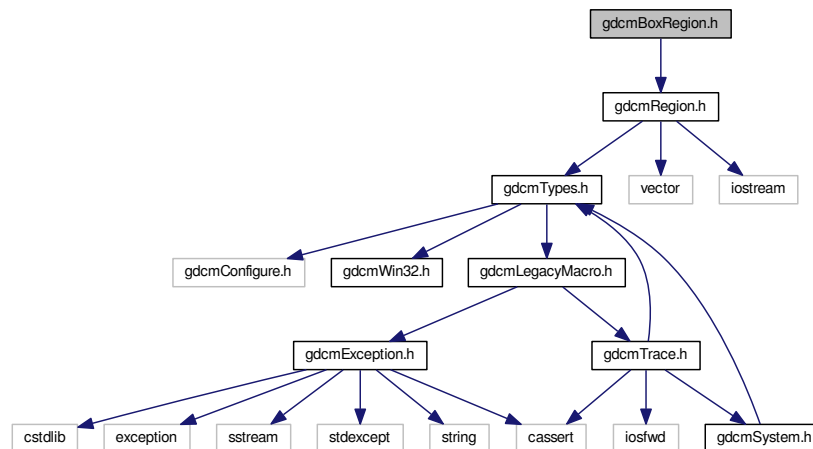 gdcmBoxRegion.h
gdcmRegion.h
gdcmTypes.h
vector
iostream
gdcmConfigure.h
gdcmWin32.h
gdcmLegacyMacro.h
gdcmException.h
gdcmTrace.h
cstdlib
exception
sstream
stdexcept
string
cassert
iosfwd
gdcmSystem.h